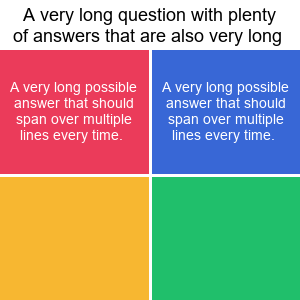 A very long question with plenty
of answers that are also very long
A very long possible
answer that should
span over multiple
lines every time.
A very long possible
answer that should
span over multiple
lines every time.